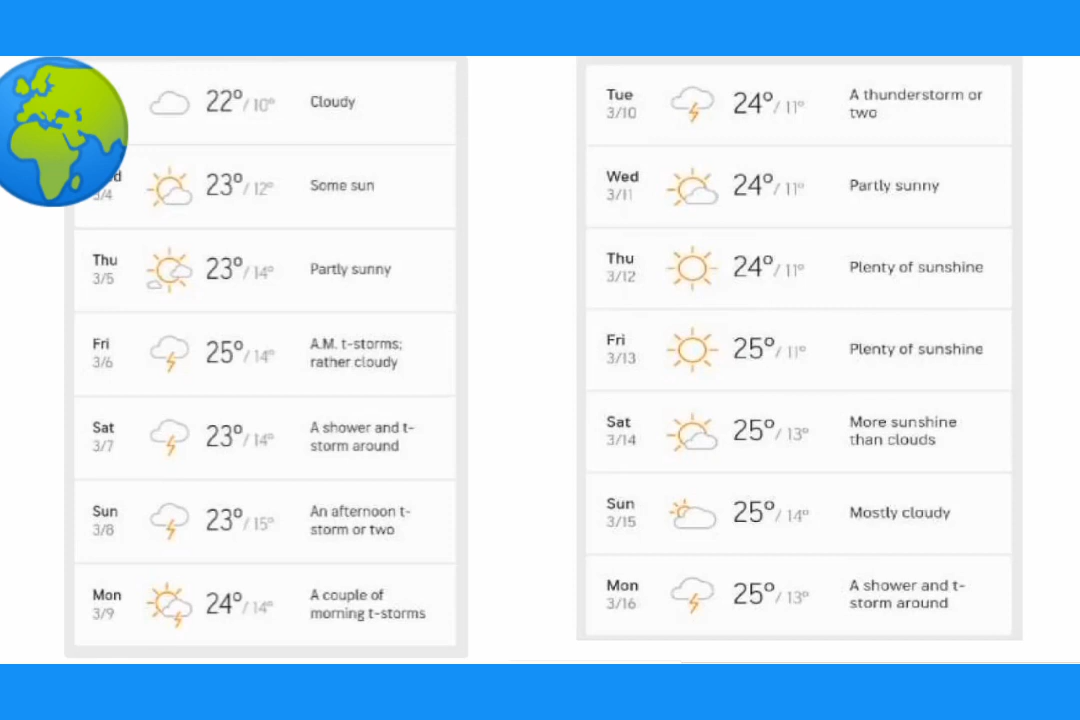 22° / 10° Cloudy
23° / 12° Some sun
3/4
Thu
3/5
23° / 14° Partly sunny
Fri
3/6
25° / 14°
A.M. t-storms;
rather cloudy
Sat
3/7
23° / 14°
A shower and t-
storm around
Sun
3/8
23° / 15°
An afternoon t-
storm or two
Mon
3/9
24° / 14°
A couple of
morning t-storms
Tue
3/10
24° / 11°
A thunderstorm or
two
Wed
3/11
24° / 11° Partly sunny
Thu
3/12
24° / 11° Plenty of sunshine
Fri
3/13
25° / 11° Plenty of sunshine
Sat
3/14
25° / 13°
More sunshine
than clouds
Sun
3/15
25° / 14° Mostly cloudy
Mon
3/16
25° / 13°
A shower and t-
storm around